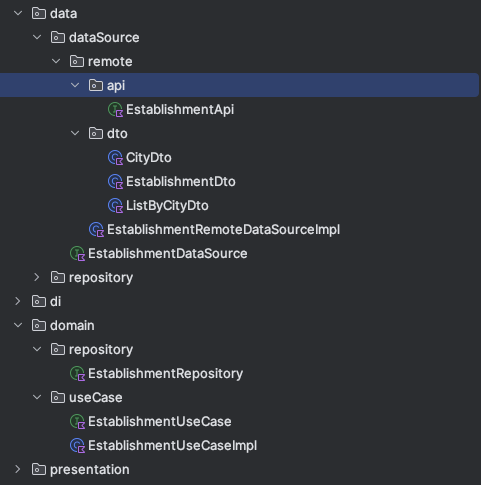 data
dataSource
remote
api
EstablishmentApi
dto
CityDto
EstablishmentDto
ListByCityDto
EstablishmentRemoteDataSourceImpl
EstablishmentDataSource
repository
di
domain
repository
EstablishmentRepository
useCase
EstablishmentUseCase
EstablishmentUseCaseImpl
presentation